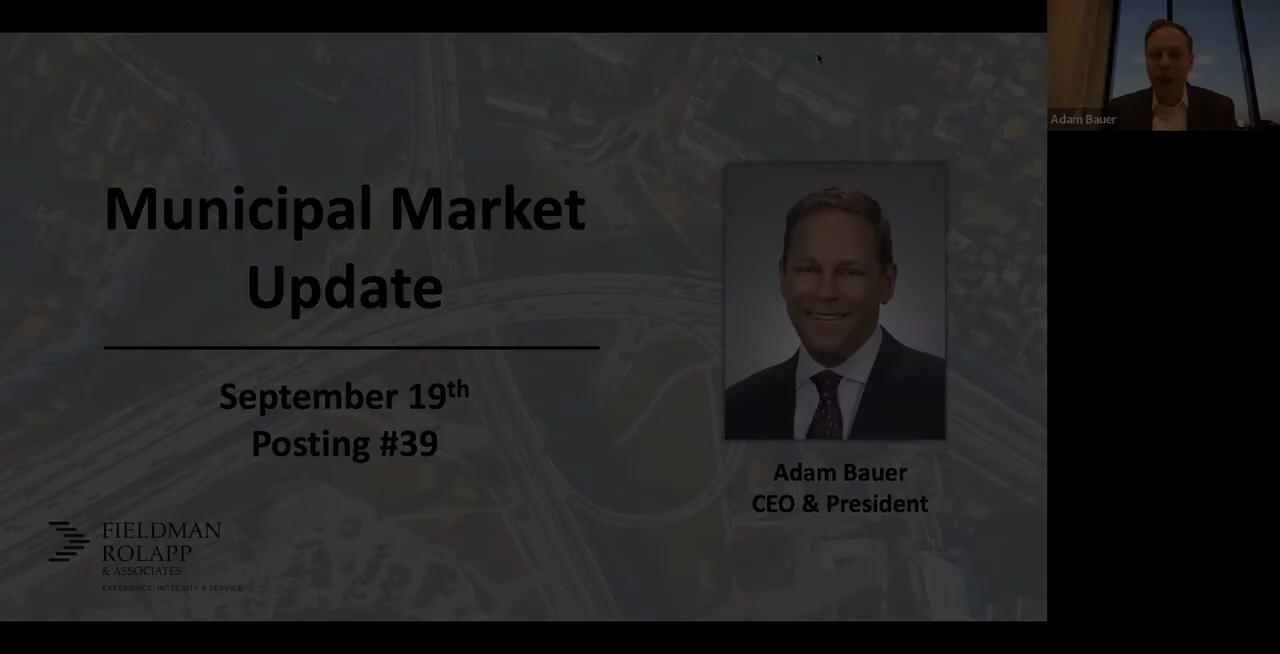 Municipal Market
Update
September 19th
Posting #39
Adam Bauer
CEO & President
FIELDMAN
ROLAPP
& ASSOCIATES
EXPERIENCE, INTEGRITY & SERVICE
Adam Bauer